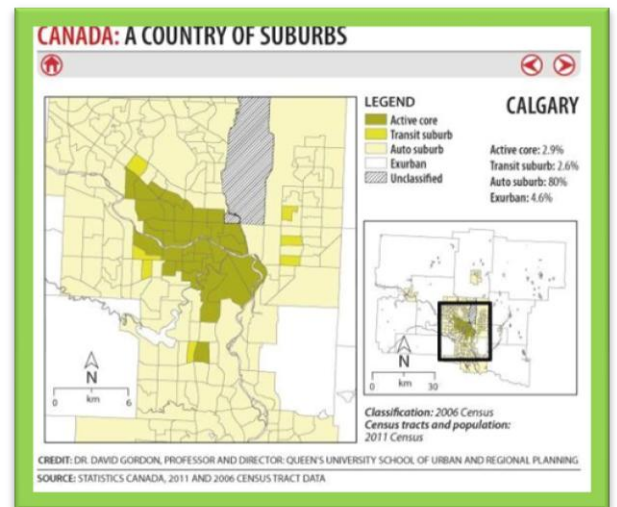 CANADA: A COUNTRY OF SUBURBS
LEGEND
Active core
Transit suburb
Auto suburb
Exurban
Unclassified
CALGARY
Active core: 2.9%
Transit suburb: 2.6%
Auto suburb: 80%
Exurban: 4.6%
N
0 km 6
N
0 km 30
Classification: 2006 Census
Census tracts and population:
2011 Census
CREDIT: DR. DAVID GORDON, PROFESSOR AND DIRECTOR: QUEEN'S UNIVERSITY SCHOOL OF URBAN AND REGIONAL PLANNING
SOURCE: STATISTICS CANADA, 2011 AND 2006 CENSUS TRACT DATA